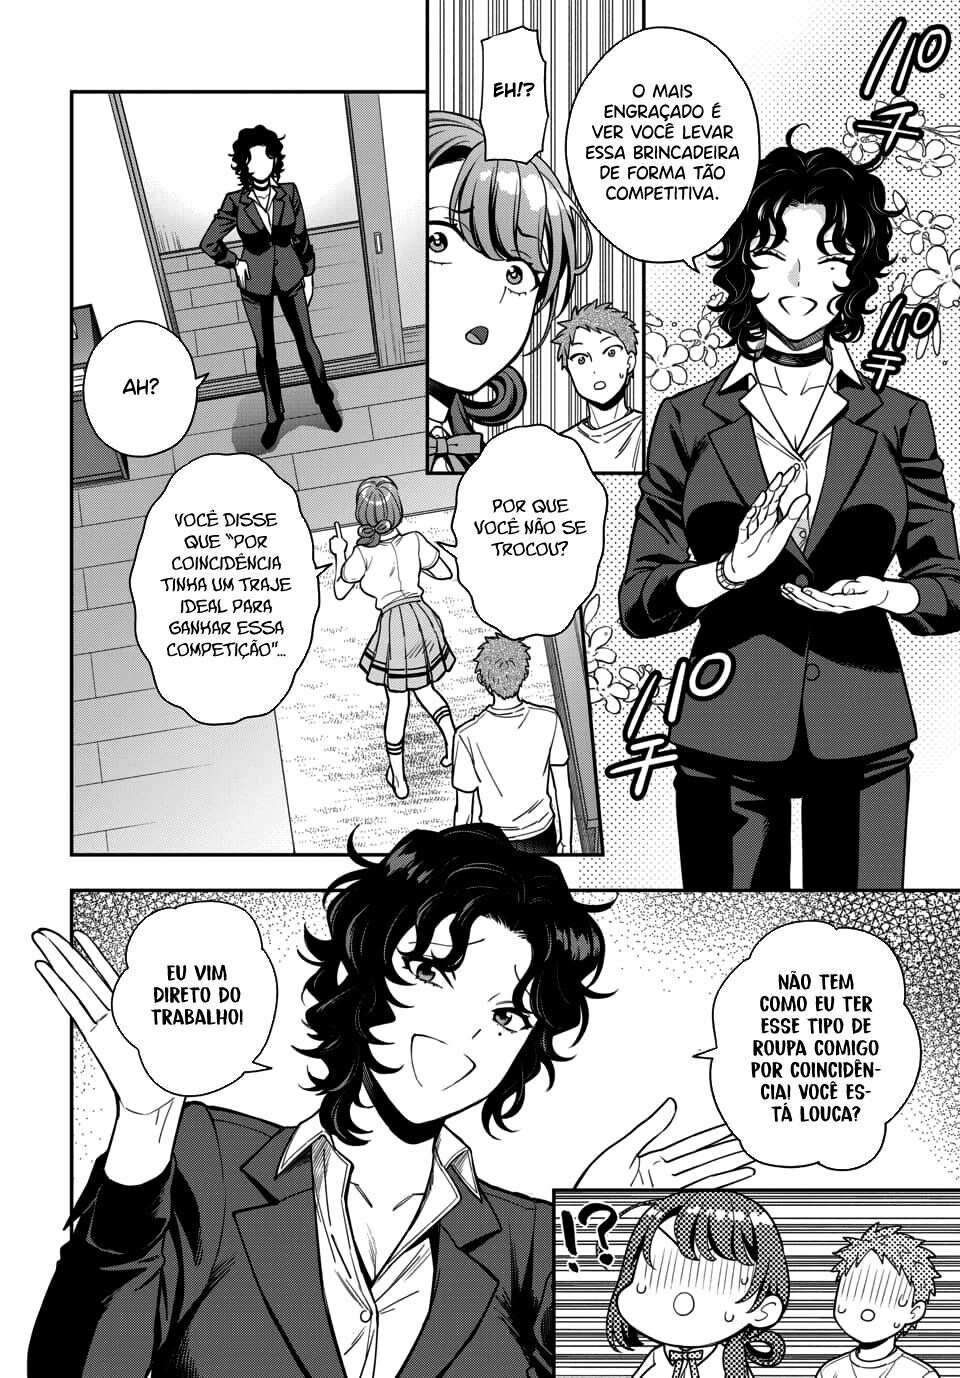 パチ
O MAIS
ENGRAÇADO É
VER VOCÊ LEVAR
ESSA BRINCADEIRA
DE FORMA TÃO
COMPETITIVA.
パチ
パチ
EH!?
POR QUE
VOCÊ NÃO SE
TROCOU?
VOCÊ DISSE
QUE “POR
COINCIDÊNCIA
TINHA UM TRAJE
IDEAL PARA
GANHAR ESSA
COMPETIÇÃO”...
AH?
NÃO TEM
COMO EU TER
ESSE TIPO DE
ROUPA COMIGO
POR COINCIDÊN-
CIA! VOCÊ ES-
TÁ LOUCA?
EU VIM
DIRETO DO
TRABALHO!
!?